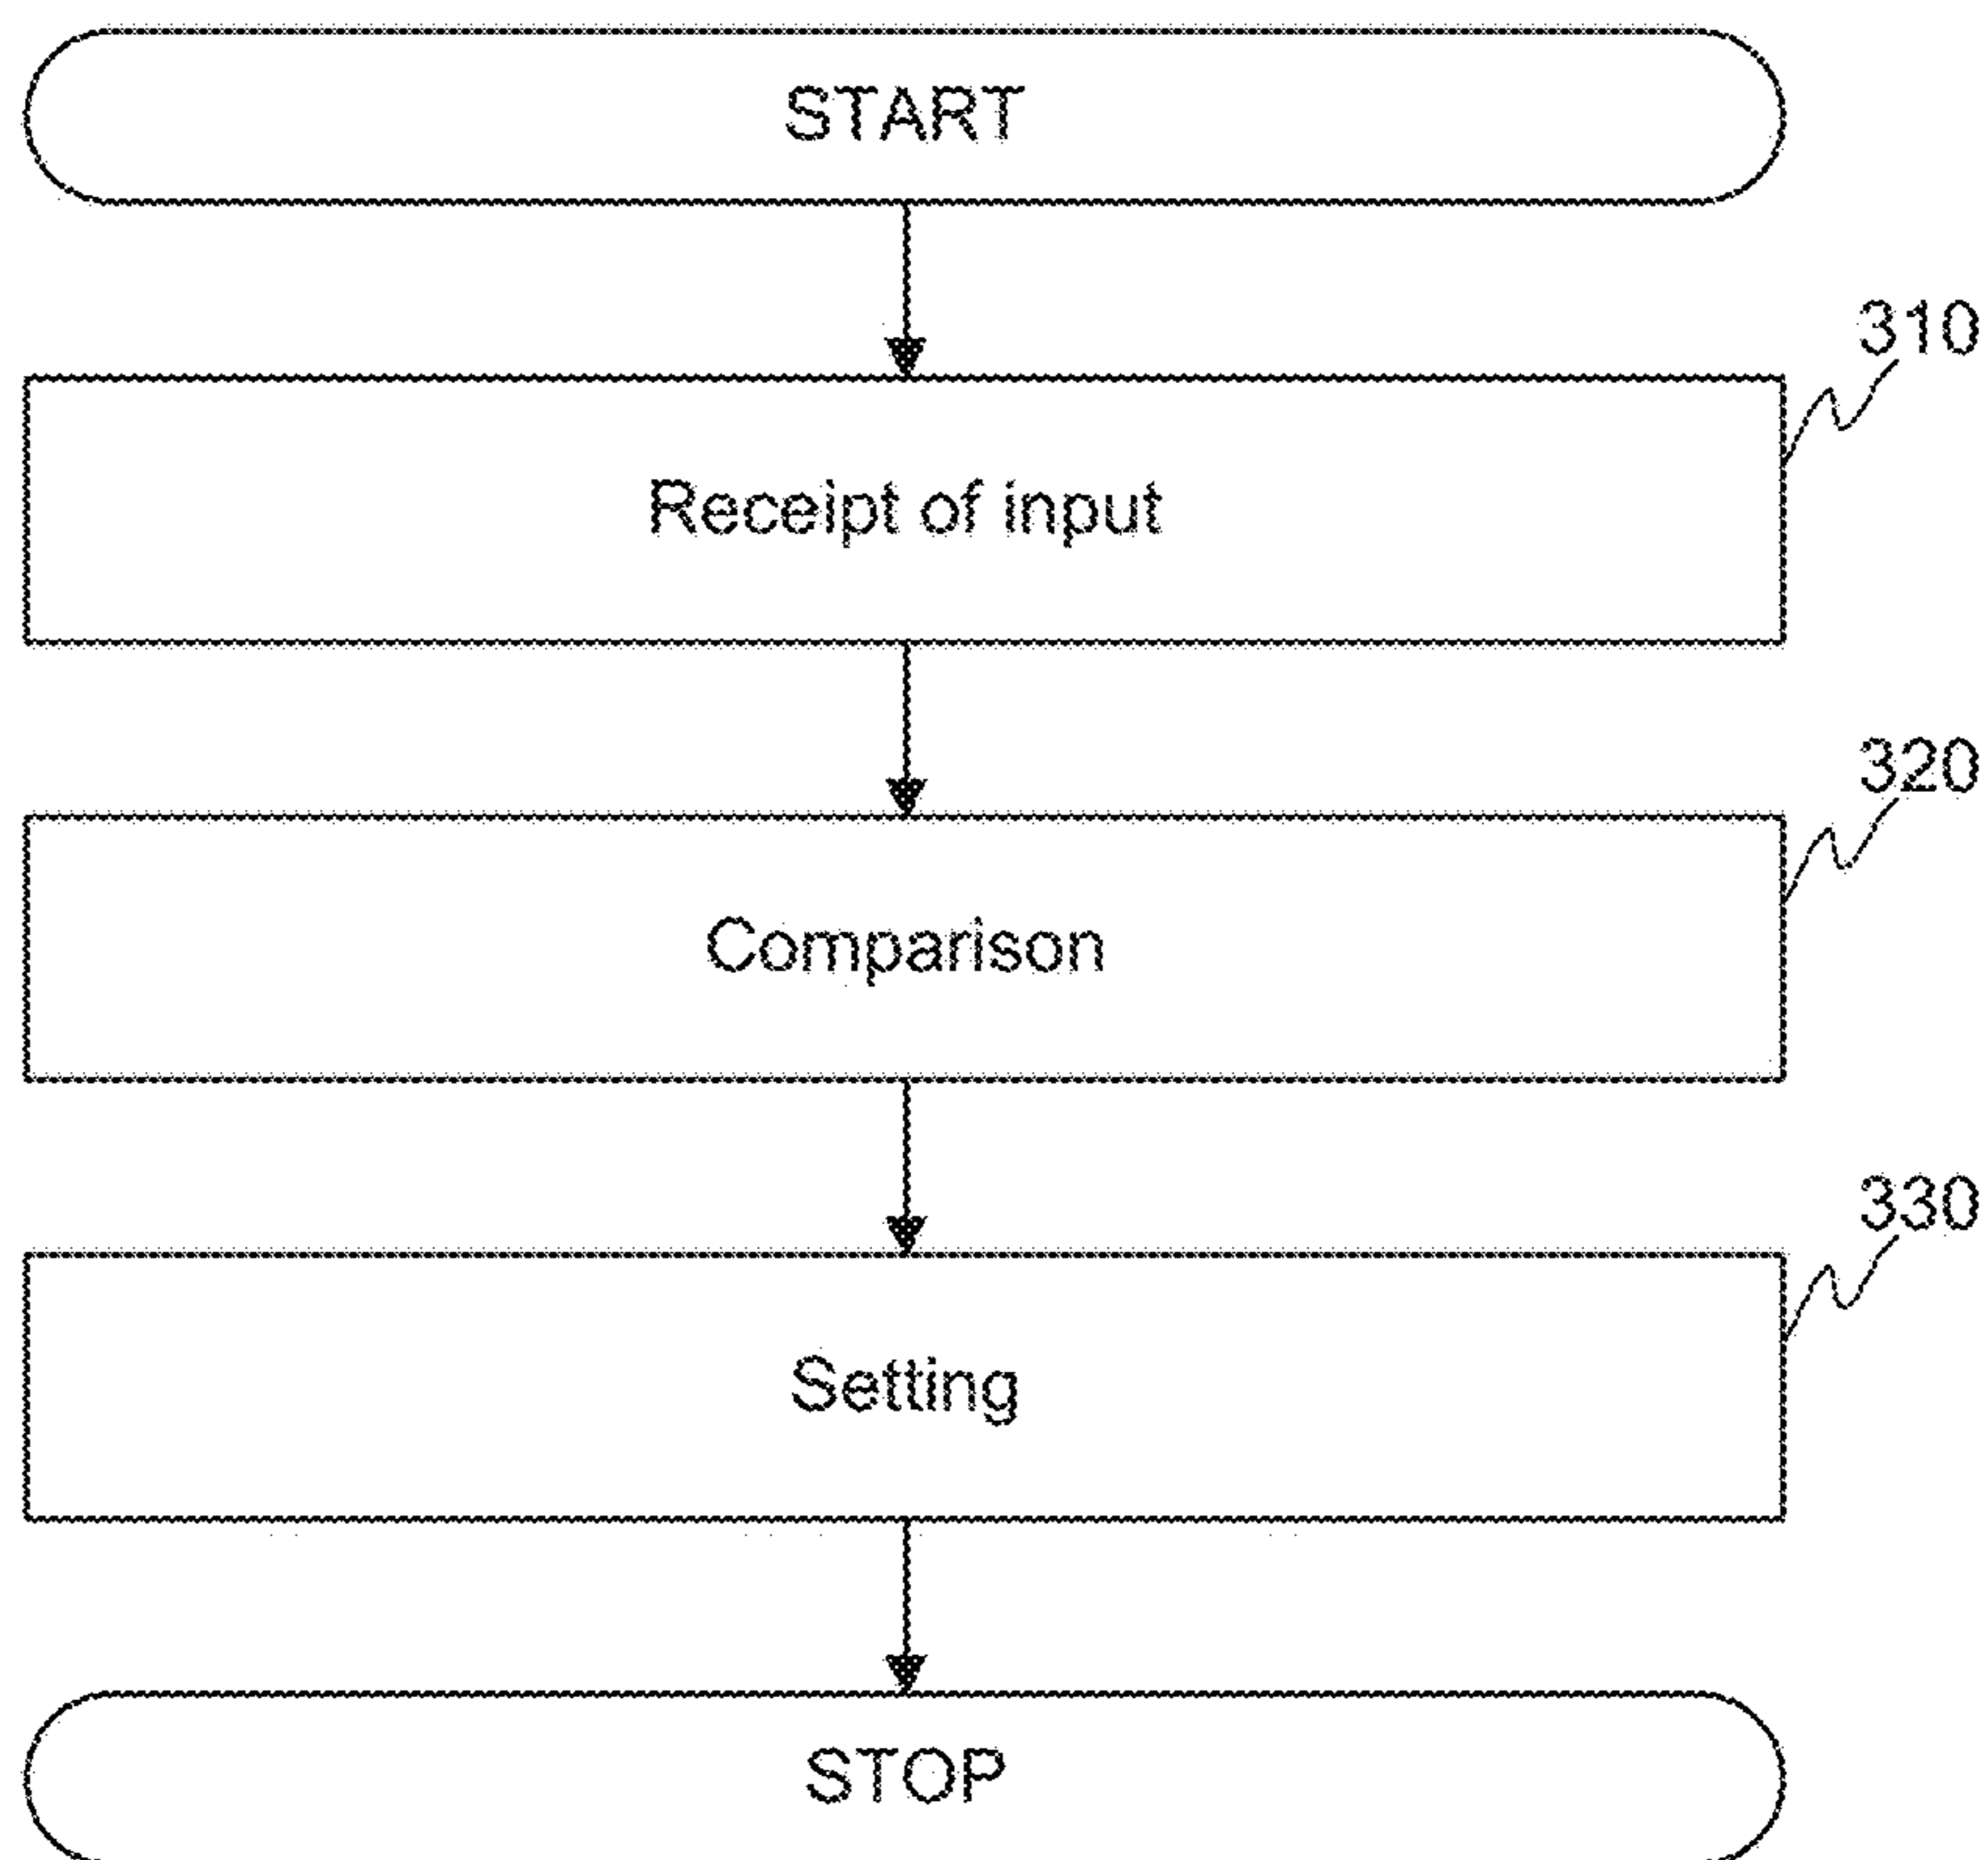 START
310
Receipt of input
320
Comparison
330
Setting
STOP